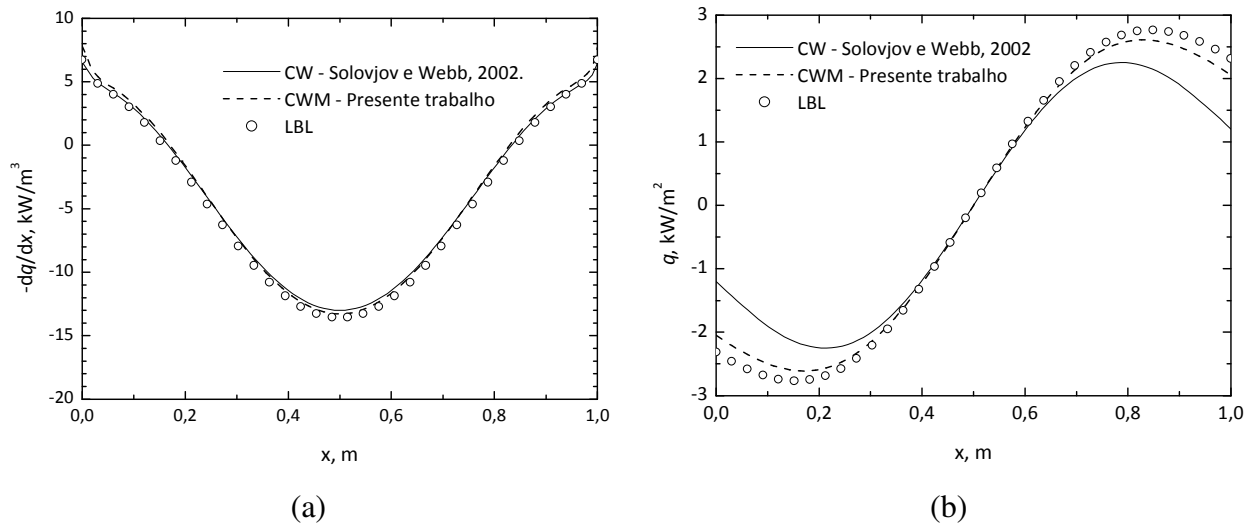 10
5
0
-5
-10
-15
-20
0,0
0,2
0,4
0,6
0,8
1,0
-dq/dx, kW/m³
x, m
CW - Solovjov e Webb, 2002.
CWM - Presente trabalho
LBL
(a)
3
2
1
0
-1
-2
-3
0,0
0,2
0,4
0,6
0,8
1,0
q, kW/m²
x, m
CW - Solovjov e Webb, 2002
CWM - Presente trabalho
LBL
(b)